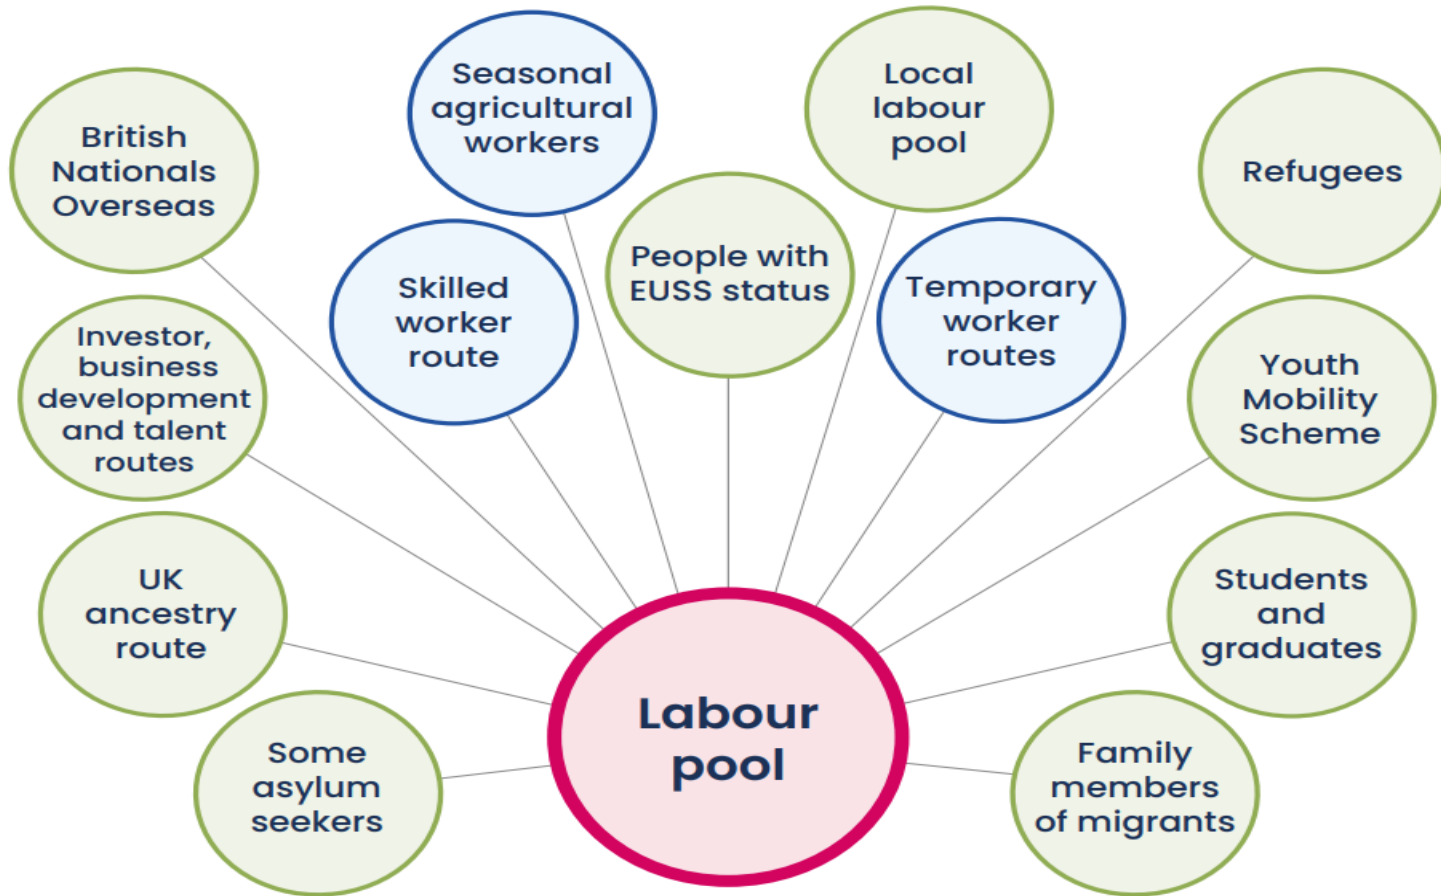 Seasonal
agricultural
workers
Local
labour
pool
British
Nationals
Overseas
Refugees
People with
EUSS status
Skilled
worker
route
Temporary
worker
routes
Investor,
business
development
and talent
routes
Youth
Mobility
Scheme
UK
ancestry
route
Students
and
graduates
Labour
pool
Some
asylum
seekers
Family
members
of migrants